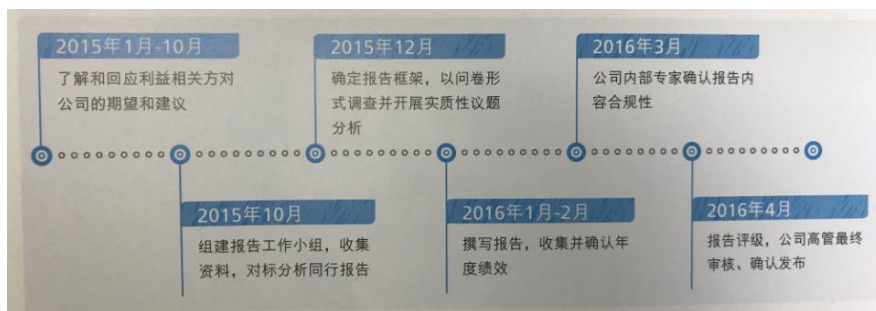 2015年1月-10月
了解和回应利益相关方对
公司的期望和建议
2015年10月
组建报告工作小组，收集
资料，对标分析同行报告
2015年12月
确定报告框架，以问卷形
式调查并开展实质性议题
分析
2016年1月-2月
撰写报告，收集并确认年
度绩效
2016年3月
公司内部专家确认报告内
容合规性
2016年4月
报告评级，公司高管最终
审核、确认发布